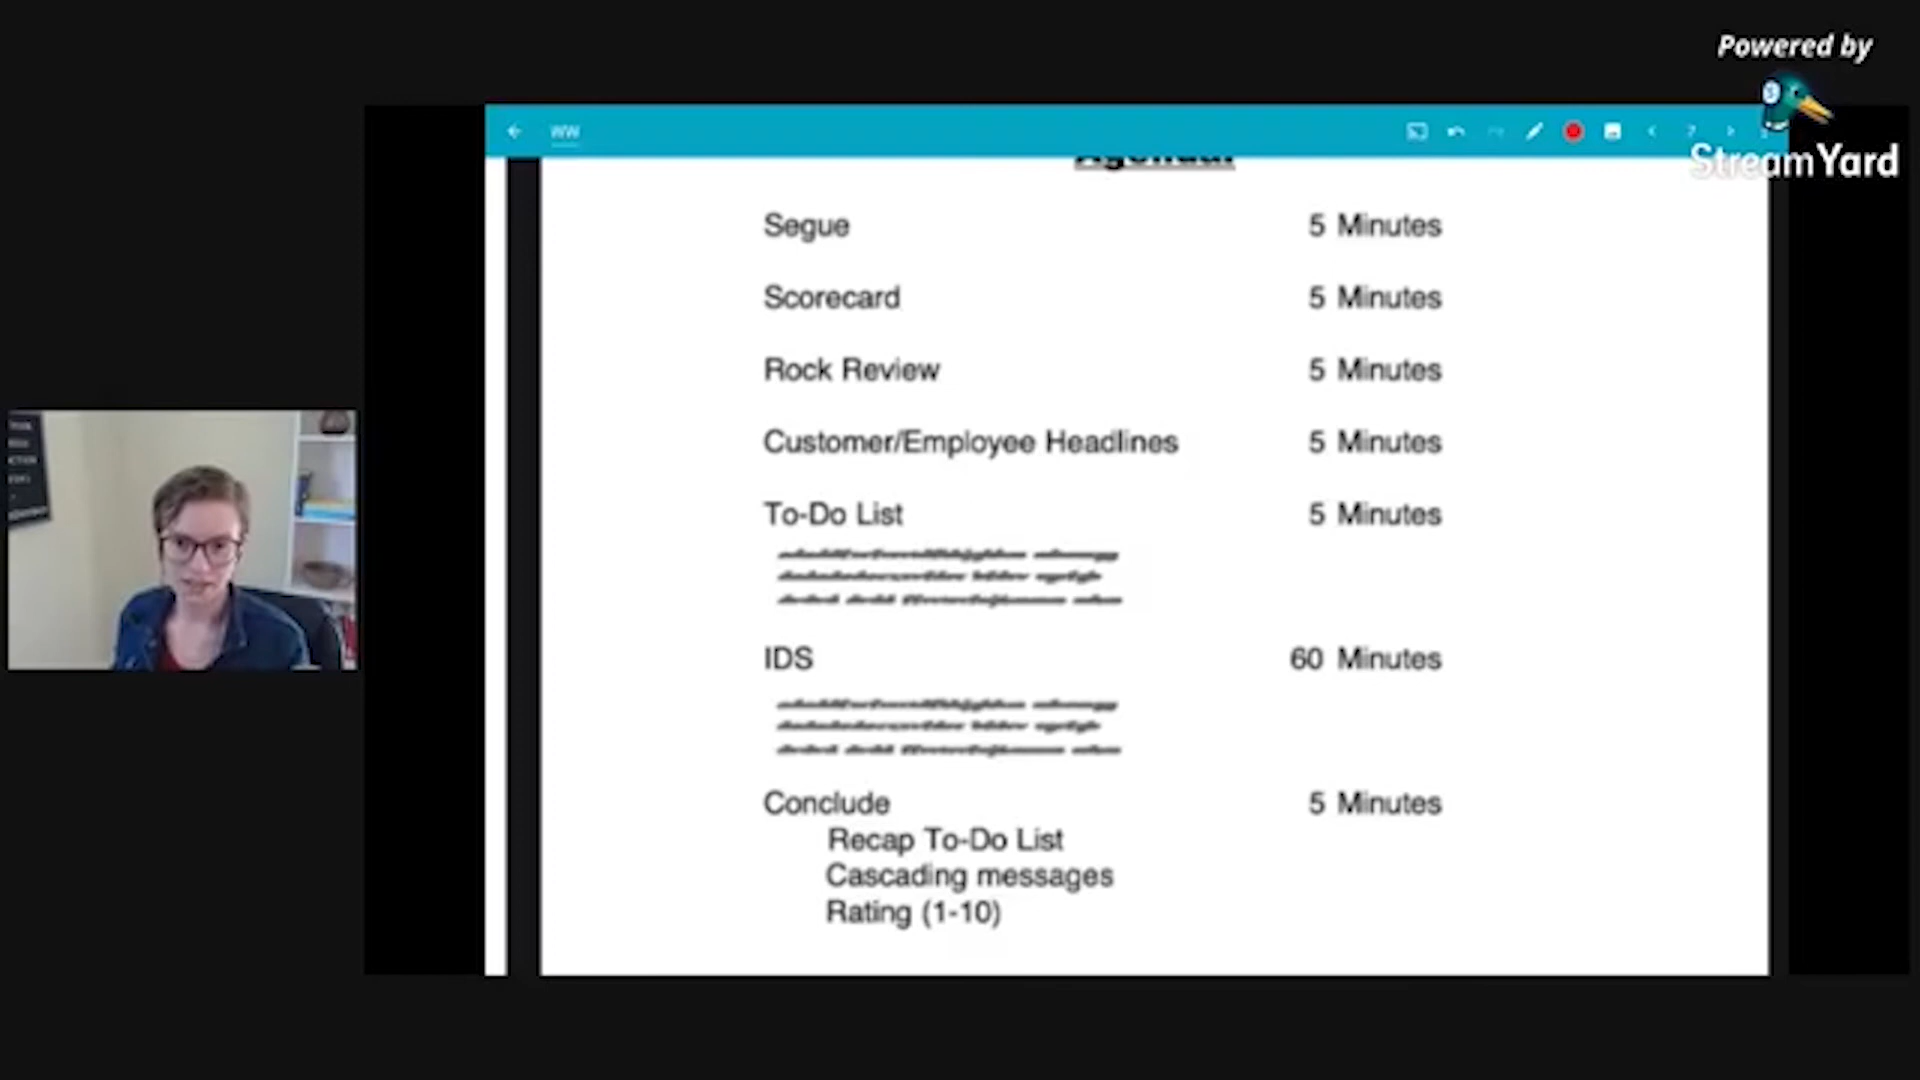 Powered by
StreamYard
WW
Agenda:
Segue 5 Minutes
Scorecard 5 Minutes
Rock Review 5 Minutes
Customer/Employee Headlines 5 Minutes
To-Do List 5 Minutes
IDS 60 Minutes
Conclude 5 Minutes
Recap To-Do List
Cascading messages
Rating (1-10)